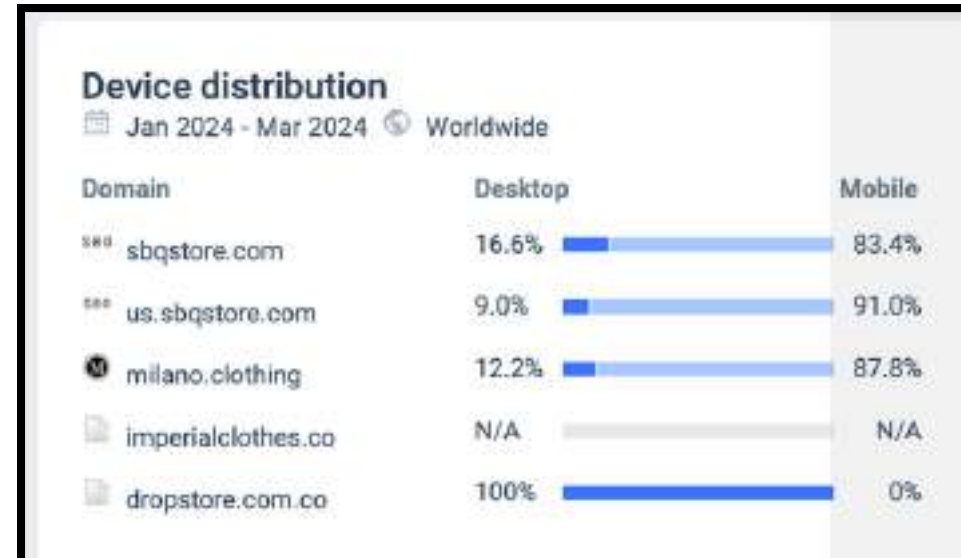 Device distribution
Jan 2024 - Mar 2024 Worldwide
Domain Desktop Mobile
SBQ sbqstore.com 16.6% 83.4%
us.sbqstore.com 9.0% 91.0%
M milano.clothing 12.2% 87.8%
imperialclothes.co N/A N/A
dropstore.com.co 100% 0%